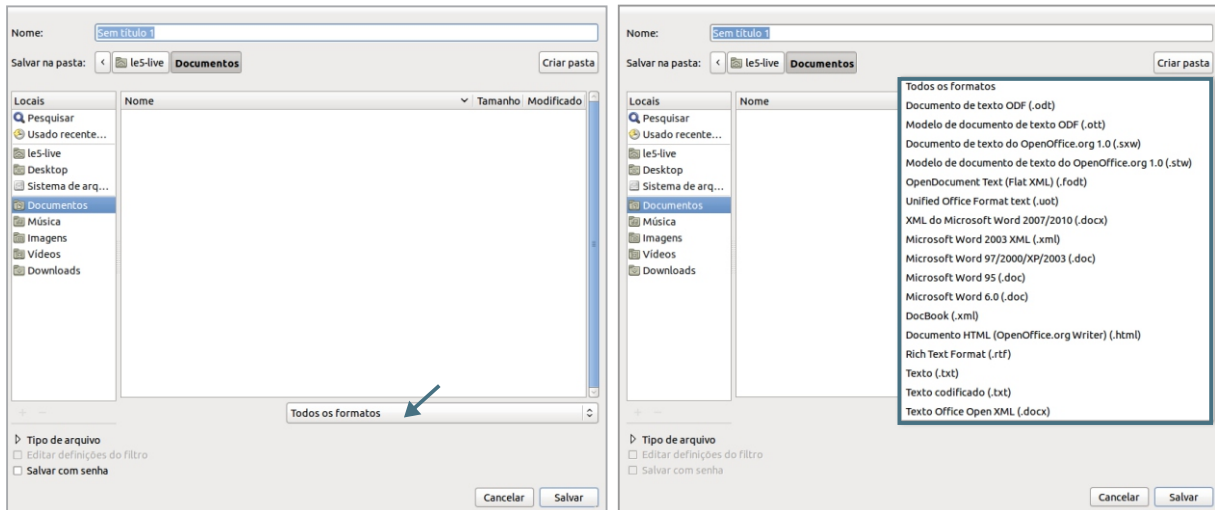 Nome: Sem título 1
Salvar na pasta: < le5-live Documentos Criar pasta
Locais
Pesquisar
Usado recente...
le5-live
Desktop
Sistema de arq...
Documentos
Música
Imagens
Vídeos
Downloads
Nome Tamanho Modificado
Todos os formatos
Tipo de arquivo
Editar definições do filtro
Salvar com senha
Cancelar Salvar
Nome: Sem título 1
Salvar na pasta: < le5-live Documentos Criar pasta
Locais
Pesquisar
Usado recente...
le5-live
Desktop
Sistema de arq...
Documentos
Música
Imagens
Vídeos
Downloads
Nome
Todos os formatos
Documento de texto ODF (.odt)
Modelo de documento de texto ODF (.ott)
Documento de texto do OpenOffice.org 1.0 (.sxw)
Modelo de documento de texto do OpenOffice.org 1.0 (.stw)
OpenDocument Text (Flat XML) (.fodt)
Unified Office Format text (.uot)
XML do Microsoft Word 2007/2010 (.docx)
Microsoft Word 2003 XML (.xml)
Microsoft Word 97/2000/XP/2003 (.doc)
Microsoft Word 95 (.doc)
Microsoft Word 6.0 (.doc)
DocBook (.xml)
Documento HTML (OpenOffice.org Writer) (.html)
Rich Text Format (.rtf)
Texto (.txt)
Texto codificado (.txt)
Texto Office Open XML (.docx)
Tipo de arquivo
Editar definições do filtro
Salvar com senha
Cancelar Salvar